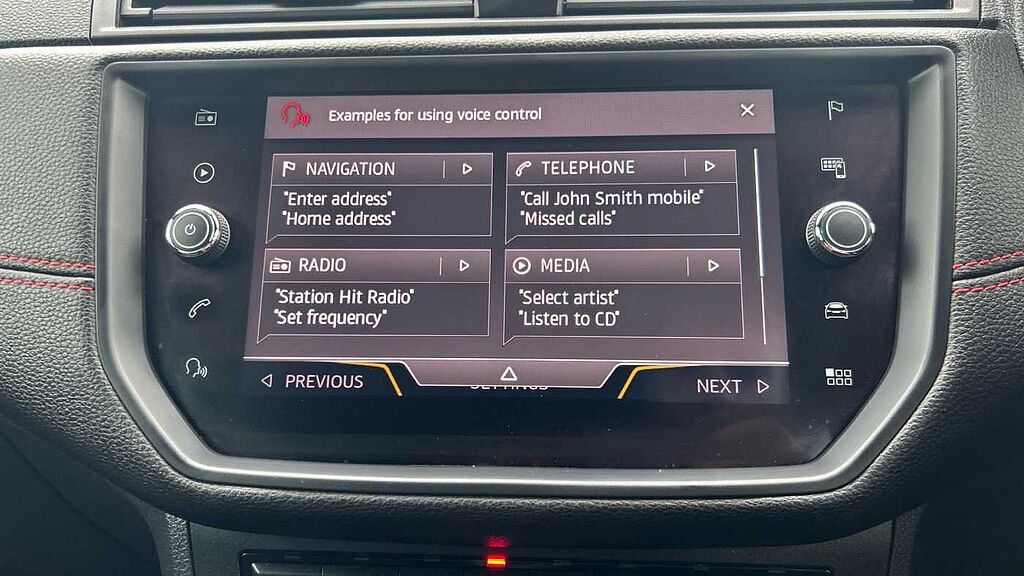 Examples for using voice control
NAVIGATION
"Enter address"
"Home address"
TELEPHONE
"Call John Smith mobile"
"Missed calls"
RADIO
"Station Hit Radio"
"Set frequency"
MEDIA
"Select artist"
"Listen to CD"
PREVIOUS
SETTINGS
NEXT